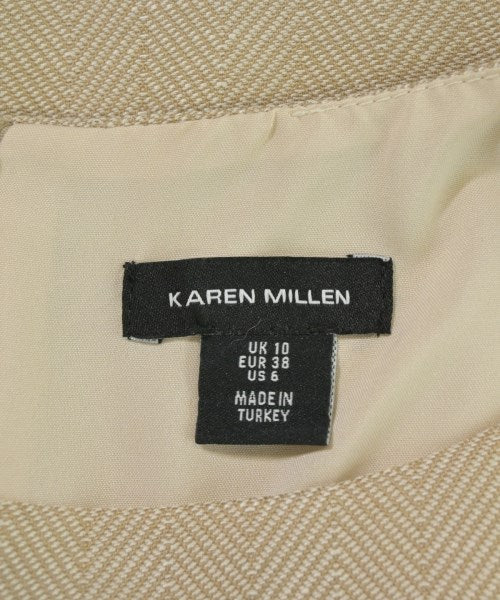 KAREN MILLEN
UK 10
EUR 38
US 6
MADE IN
TURKEY